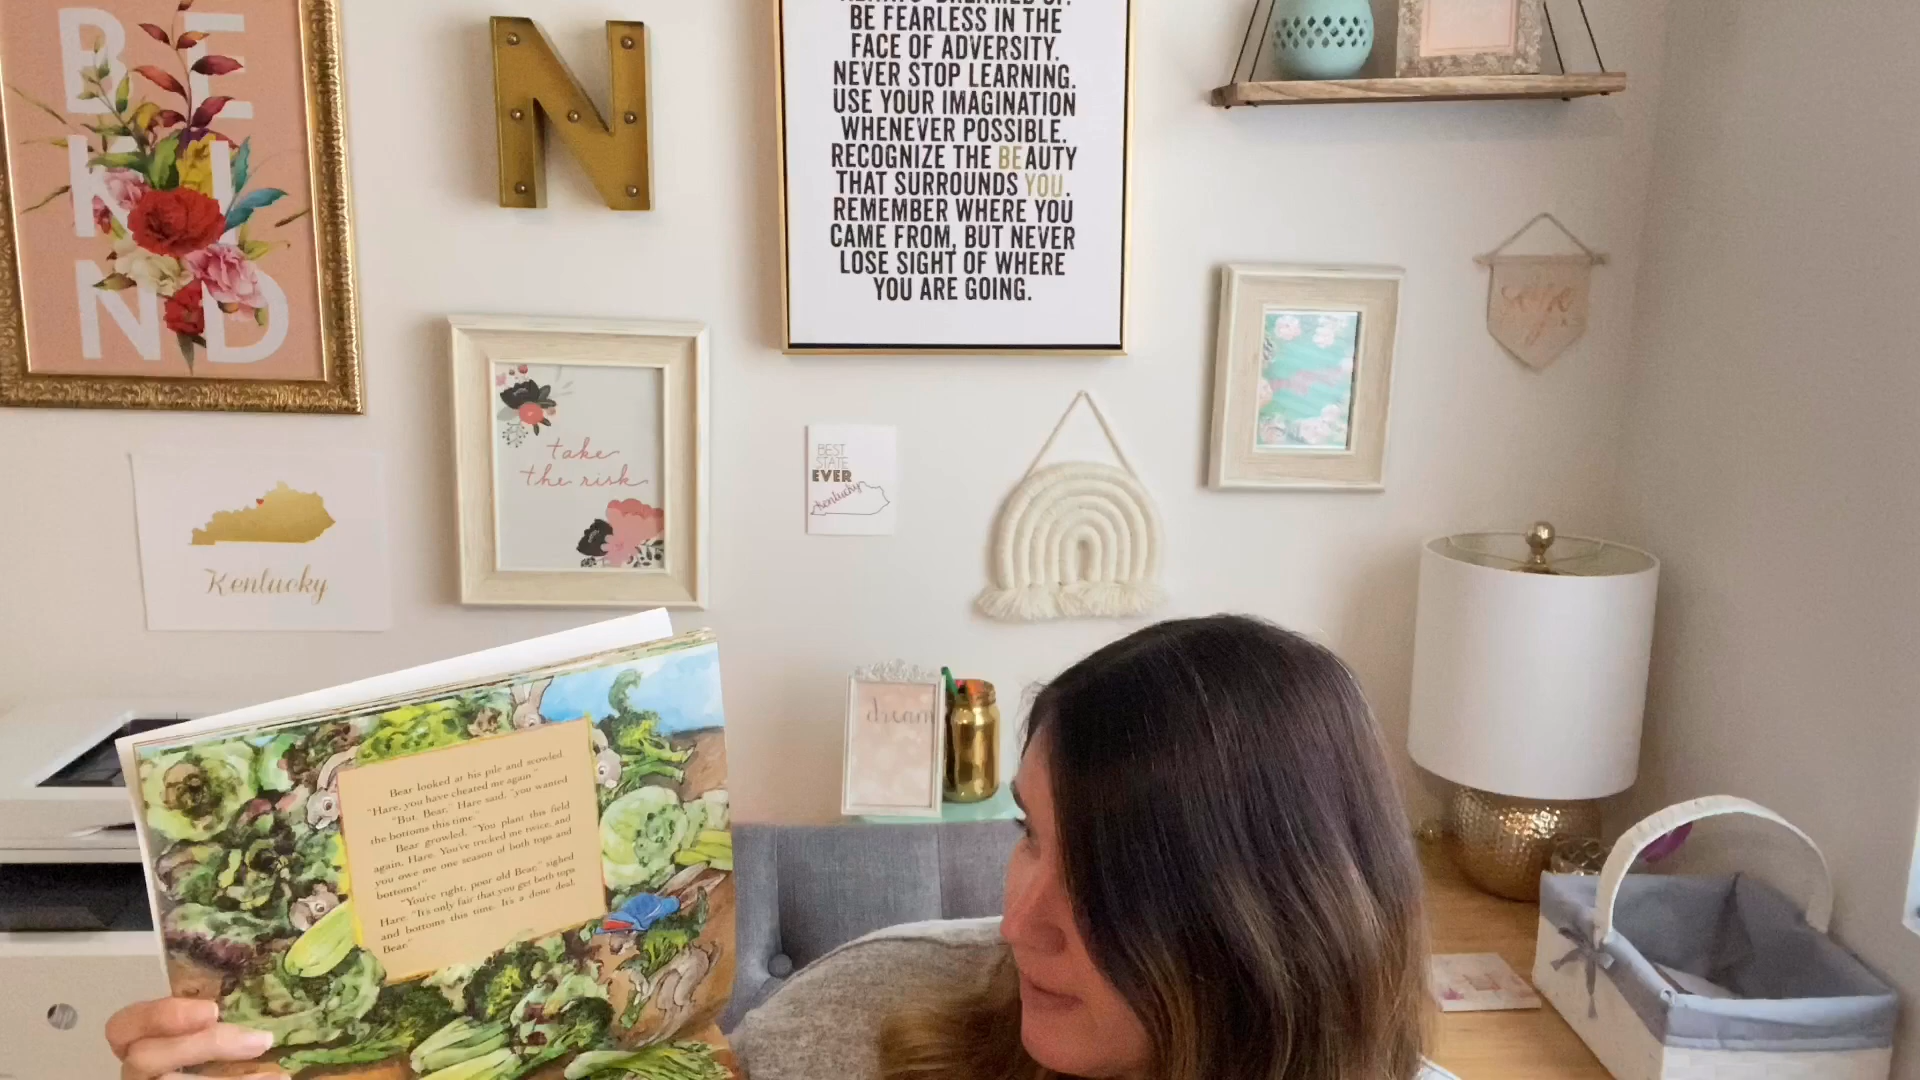 BE
KI
ND
N
BE FEARLESS IN THE
FACE OF ADVERSITY.
NEVER STOP LEARNING.
USE YOUR IMAGINATION
WHENEVER POSSIBLE.
RECOGNIZE THE BEAUTY
THAT SURROUNDS YOU.
REMEMBER WHERE YOU
CAME FROM, BUT NEVER
LOSE SIGHT OF WHERE
YOU ARE GOING.
take
the risk
Kentucky
BEST
STATE
EVER
Kentucky
dream
Bear looked at his pile and scowled.
"Hare, you have cheated me again."
"But, Bear," Hare said, "you wanted
the bottoms this time."
Bear growled, "You plant this field
again, Hare. You've tricked me twice, and
you owe me one season of both tops and
bottoms!"
"You're right, poor old Bear," sighed
Hare. "It's only fair that you get both tops
and bottoms this time. It's a done deal,
Bear."